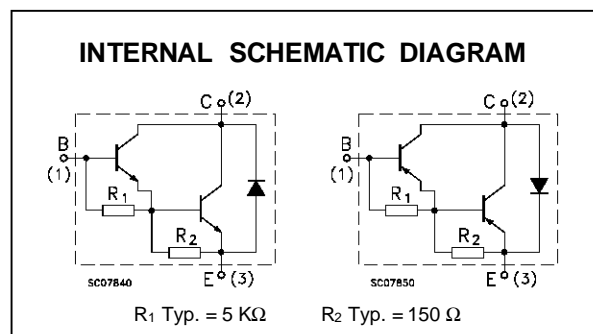 INTERNAL SCHEMATIC DIAGRAM
C (2)
B
(1)
R1
R2
E (3)
SC07840
C (2)
B
(1)
R1
R2
E (3)
SC07850
R1 Typ. = 5 KΩ R2 Typ. = 150 Ω